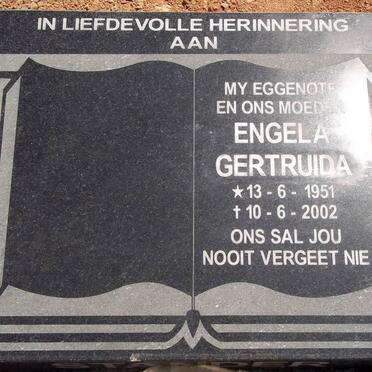 IN LIEFDEVOLLE HERINNERING
AAN
MY EGGENOTE
EN ONS MOEDER
ENGELA
GERTRUIDA
★ 13 - 6 - 1951
† 10 - 6 - 2002
ONS SAL JOU
NOOIT VERGEET NIE